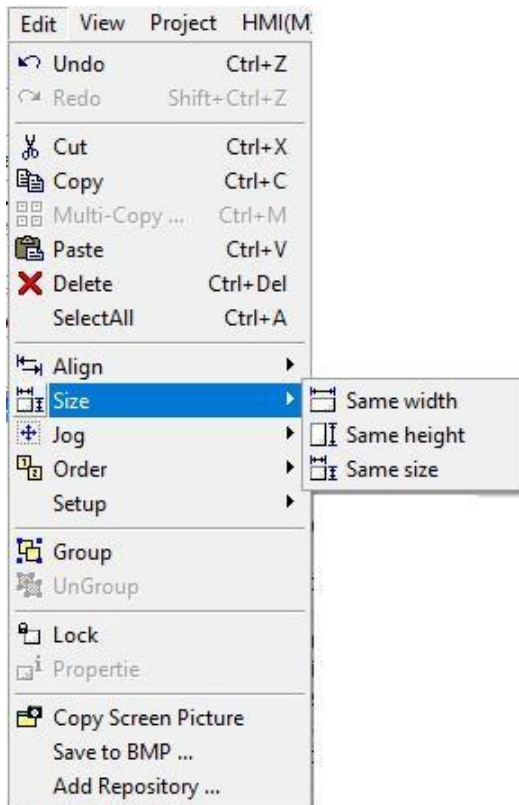 Edit View Project HMI(M
Undo Ctrl+Z
Redo Shift+Ctrl+Z
Cut Ctrl+X
Copy Ctrl+C
Multi-Copy ... Ctrl+M
Paste Ctrl+V
Delete Ctrl+Del
SelectAll Ctrl+A
Align
Size
Same width
Same height
Same size
Jog
Order
Setup
Group
UnGroup
Lock
Propertie
Copy Screen Picture
Save to BMP ...
Add Repository ...